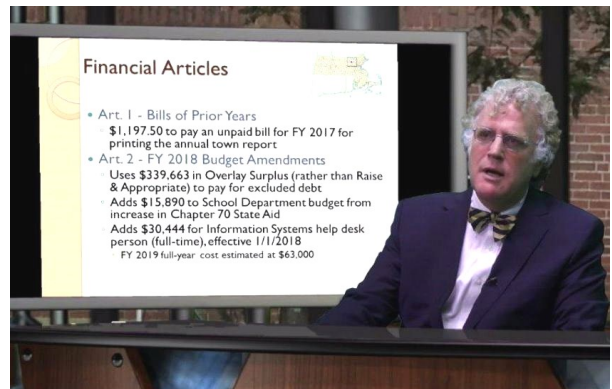 Financial Articles
• Art. 1 - Bills of Prior Years
$1,197.50 to pay an unpaid bill for FY 2017 for
printing the annual town report
• Art. 2 - FY 2018 Budget Amendments
Uses $339,663 in Overlay Surplus (rather than Raise
& Appropriate) to pay for excluded debt
Adds $15,890 to School Department budget from
increase in Chapter 70 State Aid
Adds $30,444 for Information Systems help desk
person (full-time), effective 1/1/2018
FY 2019 full-year cost estimated at $63,000